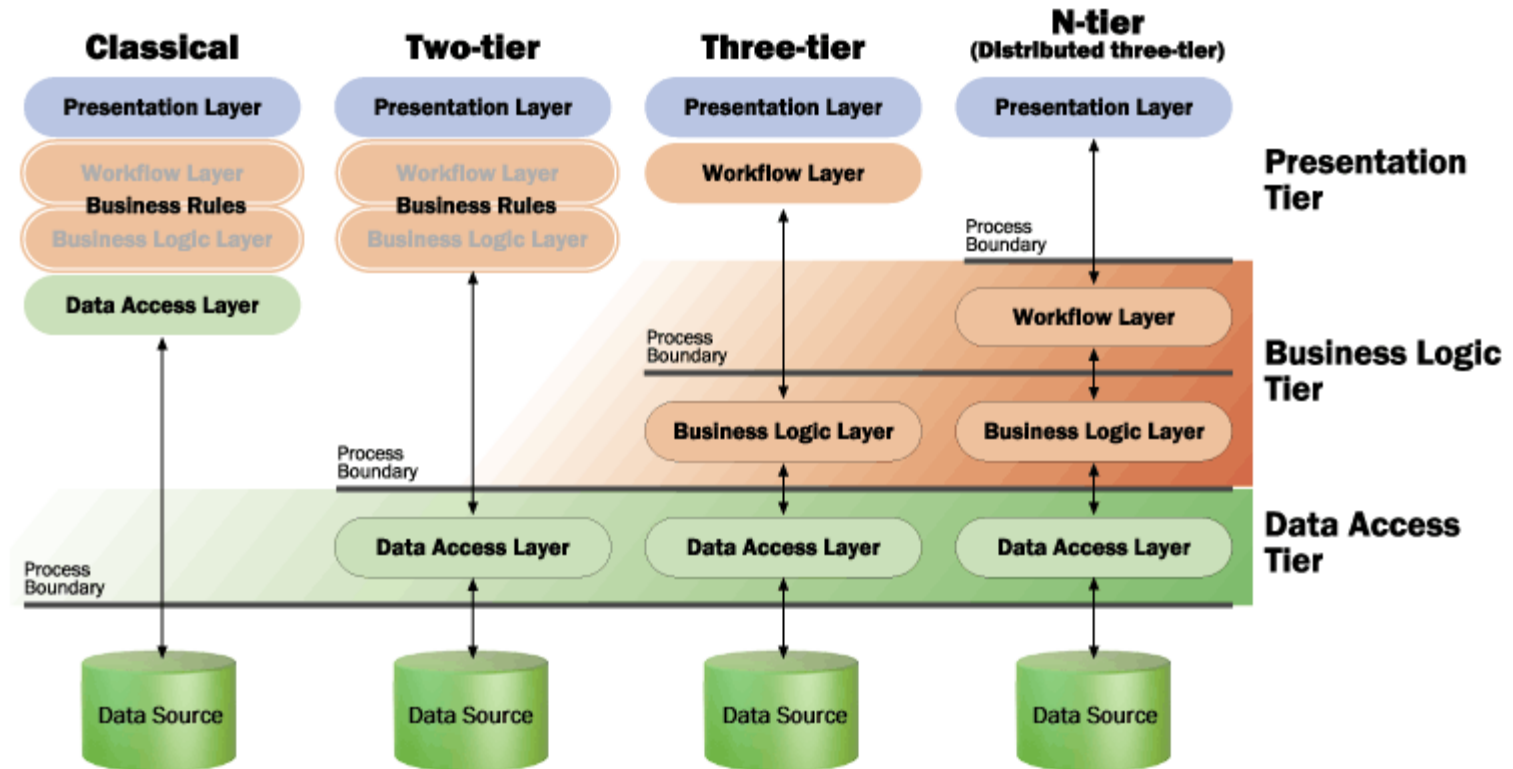 Classical
Two-tier
Three-tier
N-tier
(Distributed three-tier)
Presentation Layer
Presentation Layer
Presentation Layer
Presentation Layer
Workflow Layer
Business Rules
Business Logic Layer
Workflow Layer
Business Rules
Business Logic Layer
Workflow Layer
Presentation
Tier
Process
Boundary
Data Access Layer
Workflow Layer
Process
Boundary
Business Logic
Tier
Business Logic Layer
Business Logic Layer
Process
Boundary
Data Access Layer
Data Access Layer
Data Access Layer
Data Access
Tier
Process
Boundary
Data Source
Data Source
Data Source
Data Source